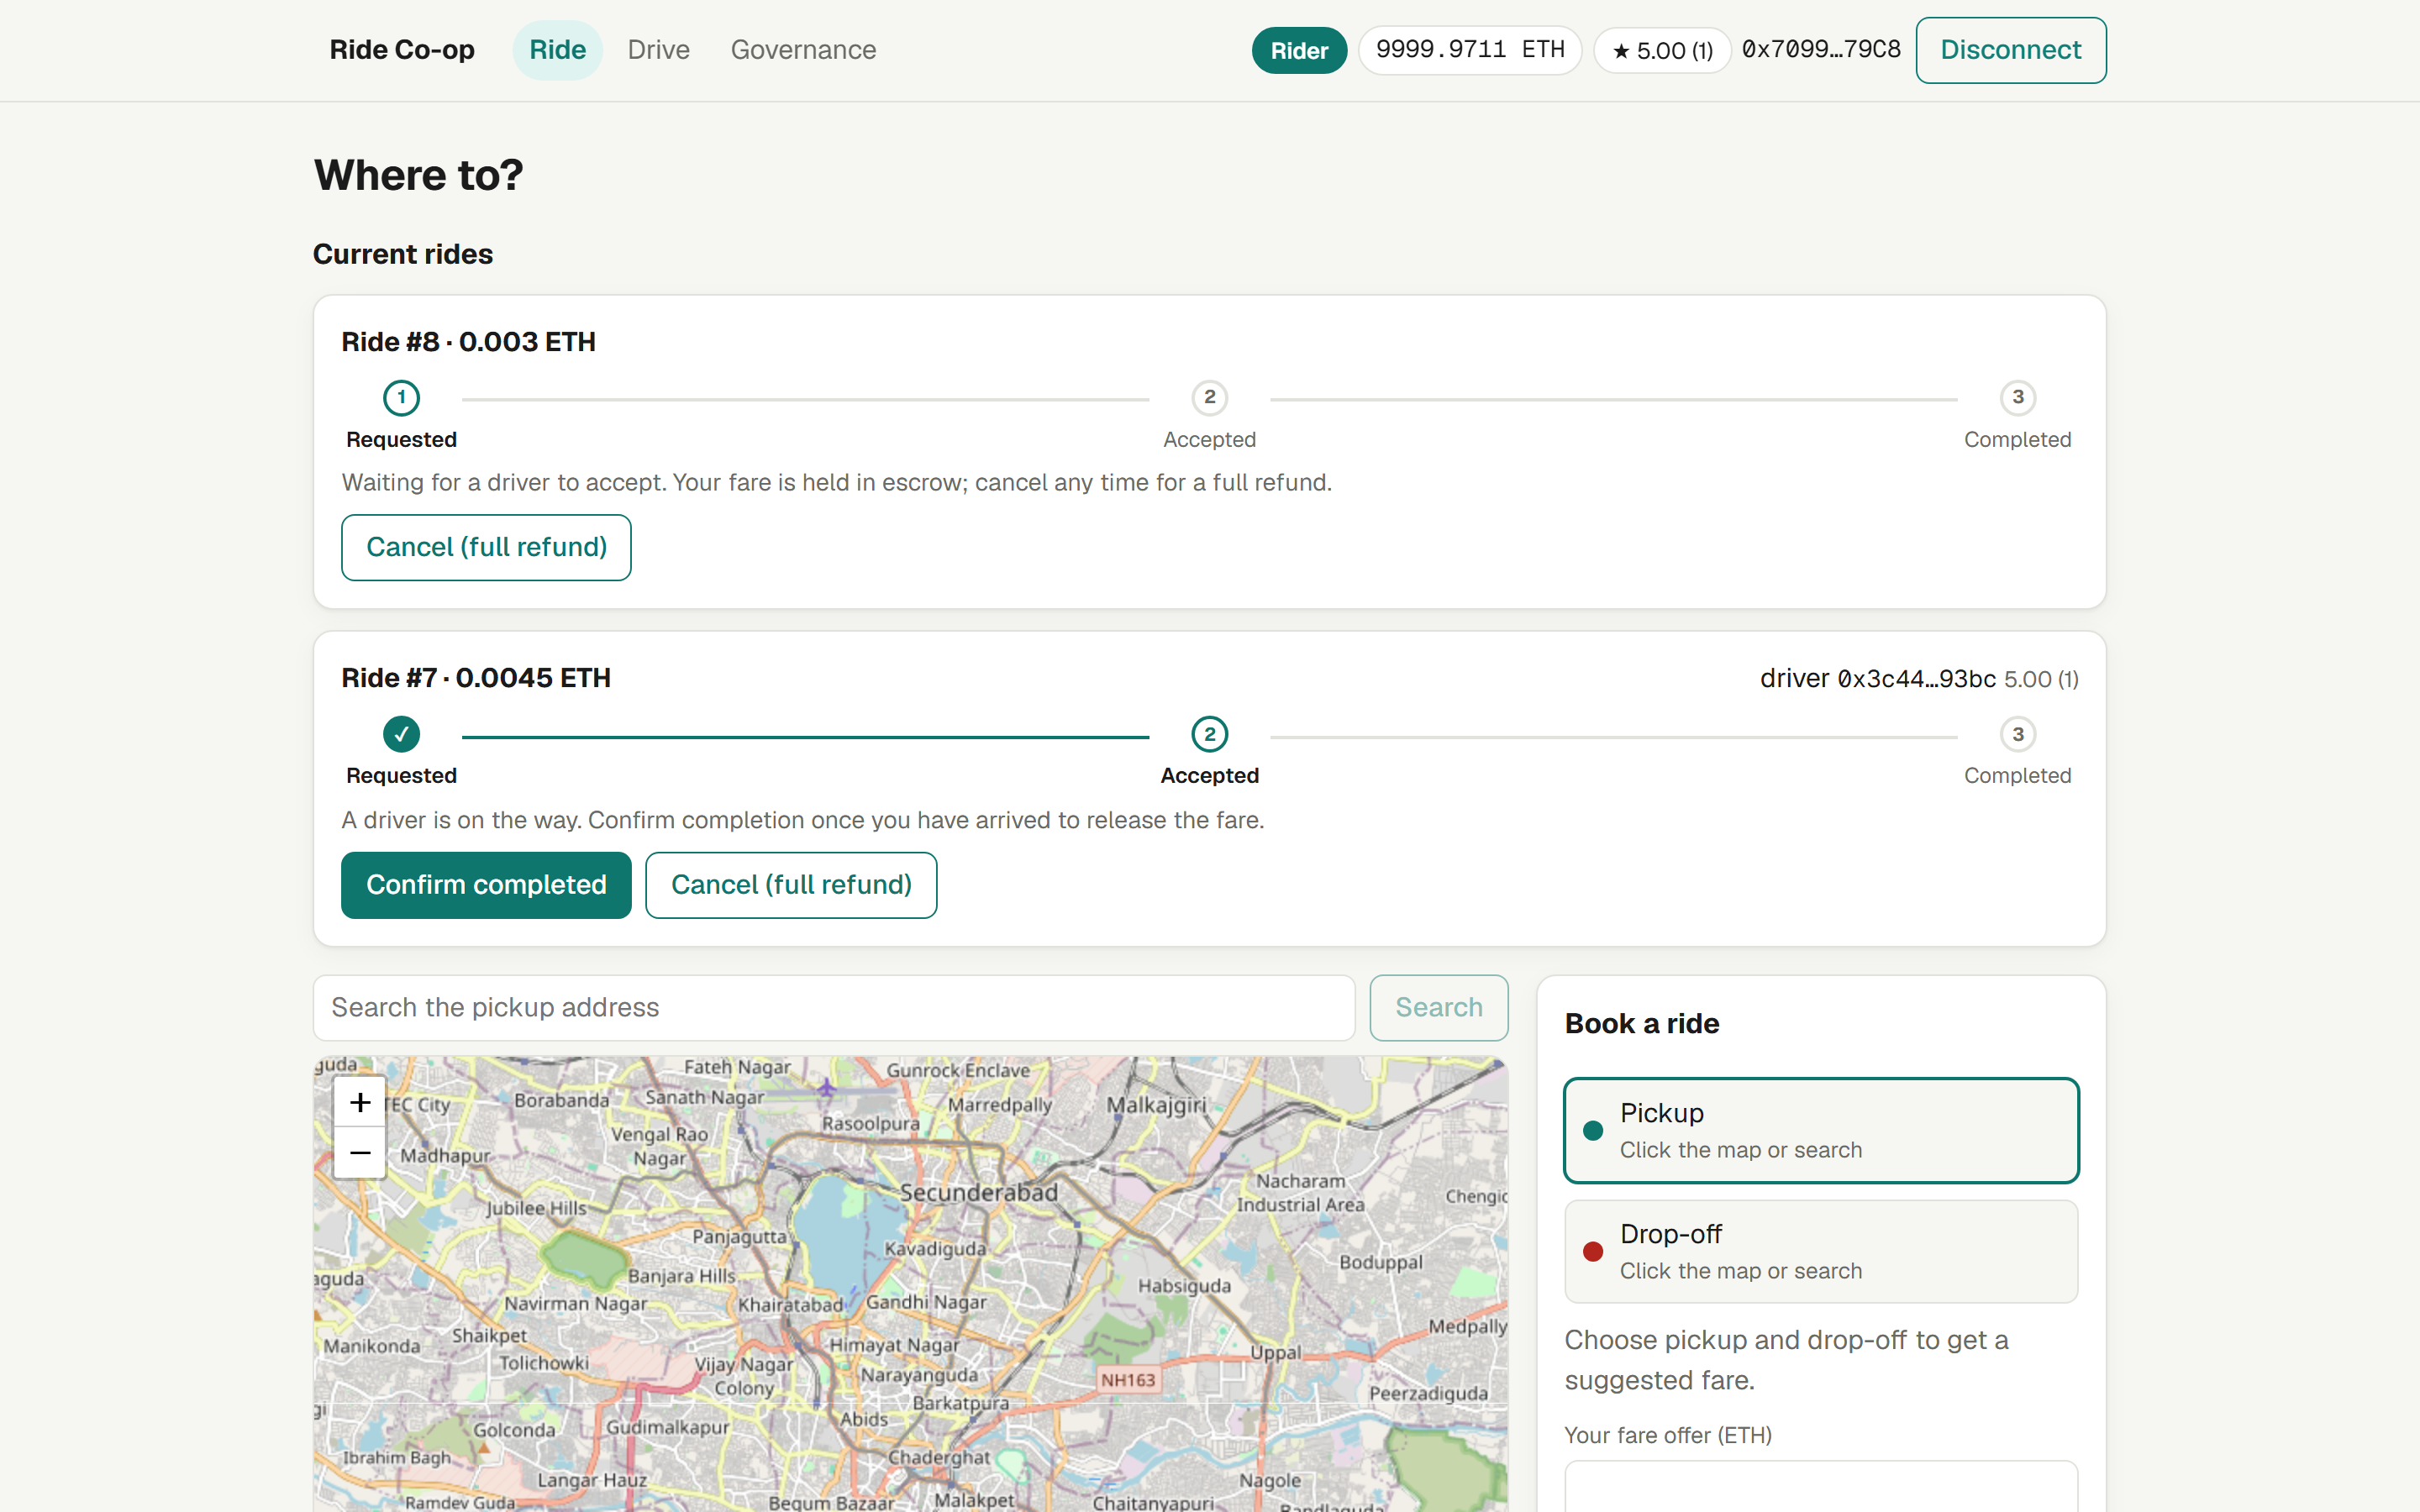 Ride Co-op
Ride
Drive
Governance
Rider
9999.9711 ETH
★ 5.00 (1)
0x7099…79C8
Disconnect
Where to?
Current rides
Ride #8 · 0.003 ETH
1
2
3
Requested
Accepted
Completed
Waiting for a driver to accept. Your fare is held in escrow; cancel any time for a full refund.
Cancel (full refund)
Ride #7 · 0.0045 ETH
driver 0x3c44…93bc 5.00 (1)
✓
2
3
Requested
Accepted
Completed
A driver is on the way. Confirm completion once you have arrived to release the fare.
Confirm completed
Cancel (full refund)
Search the pickup address
Search
guda
+
−
TEC City
Borabanda
Fateh Nagar
Sanath Nagar
Gunrock Enclave
Marredpally
Malkajgiri
Rasoolpura
Vengal Rao
Nagar
Madhapur
Secunderabad
Nacharam
Industrial Area
Chengic
Jubilee Hills
Panjagutta
Kavadiguda
Boduppal
aguda
Banjara Hills
Habsiguda
Navirman Nagar
Khairatabad
Gandhi Nagar
Medpally
Manikonda
Shaikpet
Himayat Nagar
Uppal
Tolichowki
Vijay Nagar
Colony
Narayanguda
NH163
Peerzadiguda
gi
Barkatpura
Abids
Golconda
Gudimalkapur
Ibrahim Bagh
Chaderghat
Langar Hauz
Nagole
Ramdev Guda
Begum Bazaar
Malakpet
Chaitanyapuri
Bandlaguda
Book a ride
Pickup
Click the map or search
Drop-off
Click the map or search
Choose pickup and drop-off to get a
suggested fare.
Your fare offer (ETH)